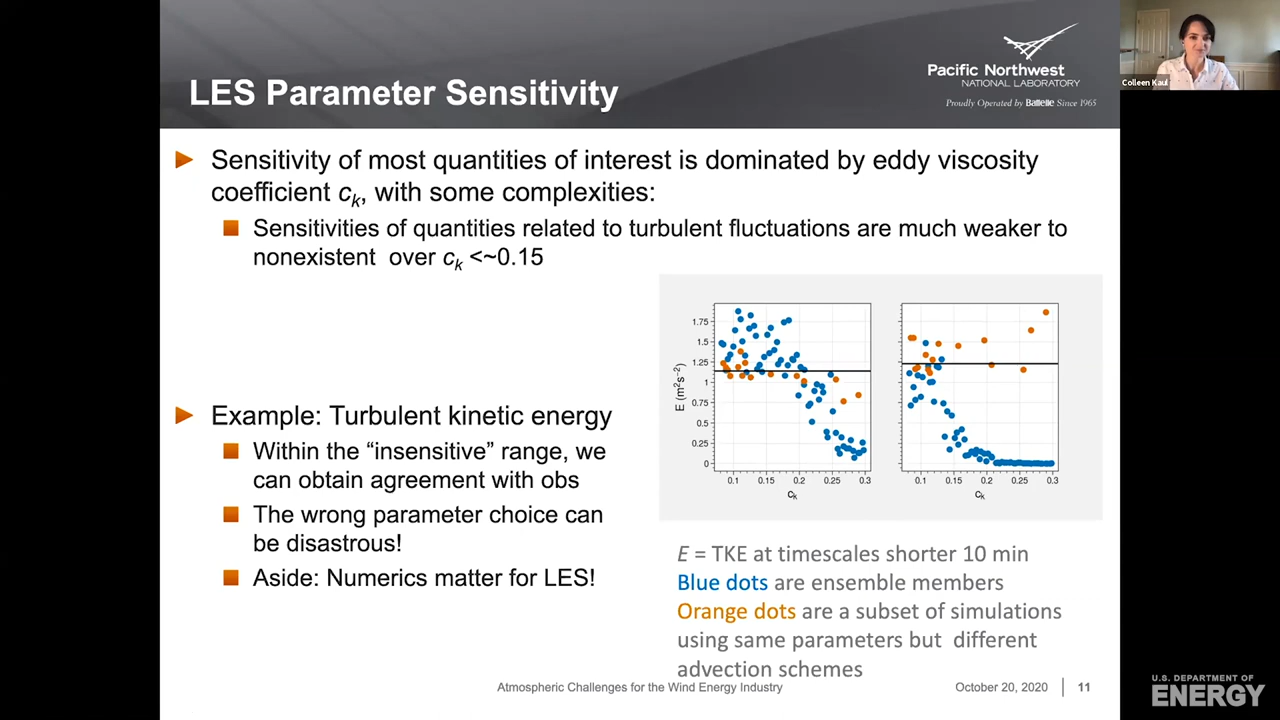 LES Parameter Sensitivity
Pacific Northwest
NATIONAL LABORATORY
Proudly Operated by Battelle Since 1965
Colleen Kaul
Sensitivity of most quantities of interest is dominated by eddy viscosity
coefficient ck, with some complexities:
Sensitivities of quantities related to turbulent fluctuations are much weaker to
nonexistent over ck <~0.15
Example: Turbulent kinetic energy
Within the “insensitive” range, we
can obtain agreement with obs
The wrong parameter choice can
be disastrous!
Aside: Numerics matter for LES!
E (m2s−2)
1.75
1.5
1.25
1
0.75
0.5
0.25
0
0.1 0.15 0.2 0.25 0.3
ck
0.1 0.15 0.2 0.25 0.3
ck
E = TKE at timescales shorter 10 min
Blue dots are ensemble members
Orange dots are a subset of simulations
using same parameters but different
advection schemes
Atmospheric Challenges for the Wind Energy Industry
October 20, 2020 11
U.S. DEPARTMENT OF
ENERGY